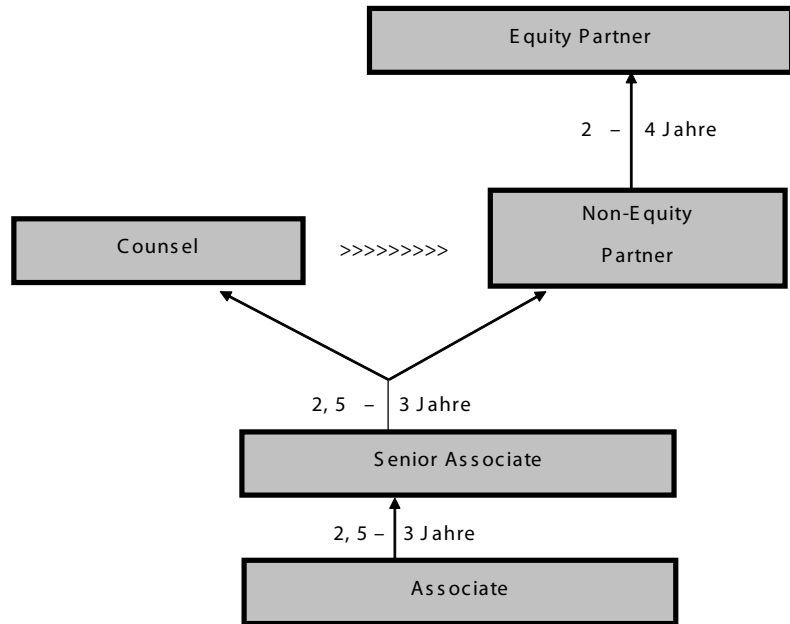 Equity Partner
2 – 4 Jahre
Non-Equity
Partner
Counsel
>>>>>>>>>
2, 5 – 3 Jahre
Senior Associate
2, 5 – 3 Jahre
Associate